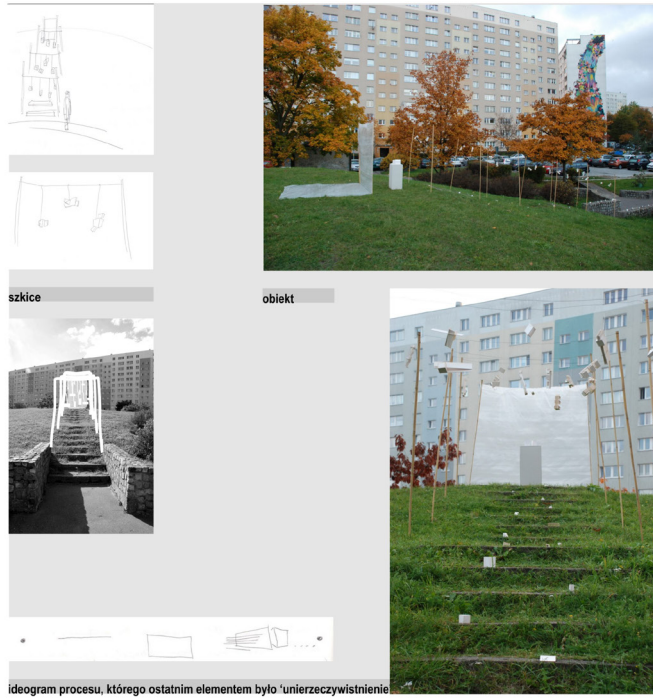 szkice
obiekt
ideogram procesu, którego ostatnim elementem było ‘unierzeczywistnienie